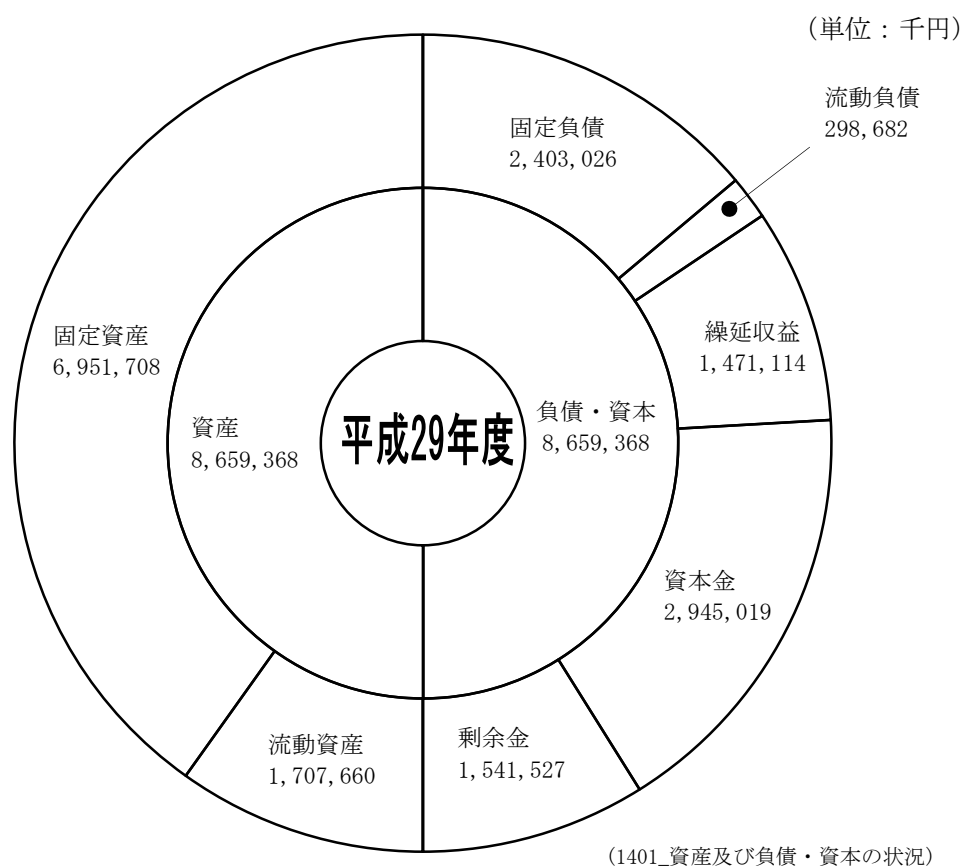 (単位：千円)
流動負債
298,682
固定負債
2,403,026
繰延収益
1,471,114
固定資産
6,951,708
資産
8,659,368
平成29年度
負債・資本
8,659,368
資本金
2,945,019
流動資産
1,707,660
剰余金
1,541,527
(1401_資産及び負債・資本の状況)